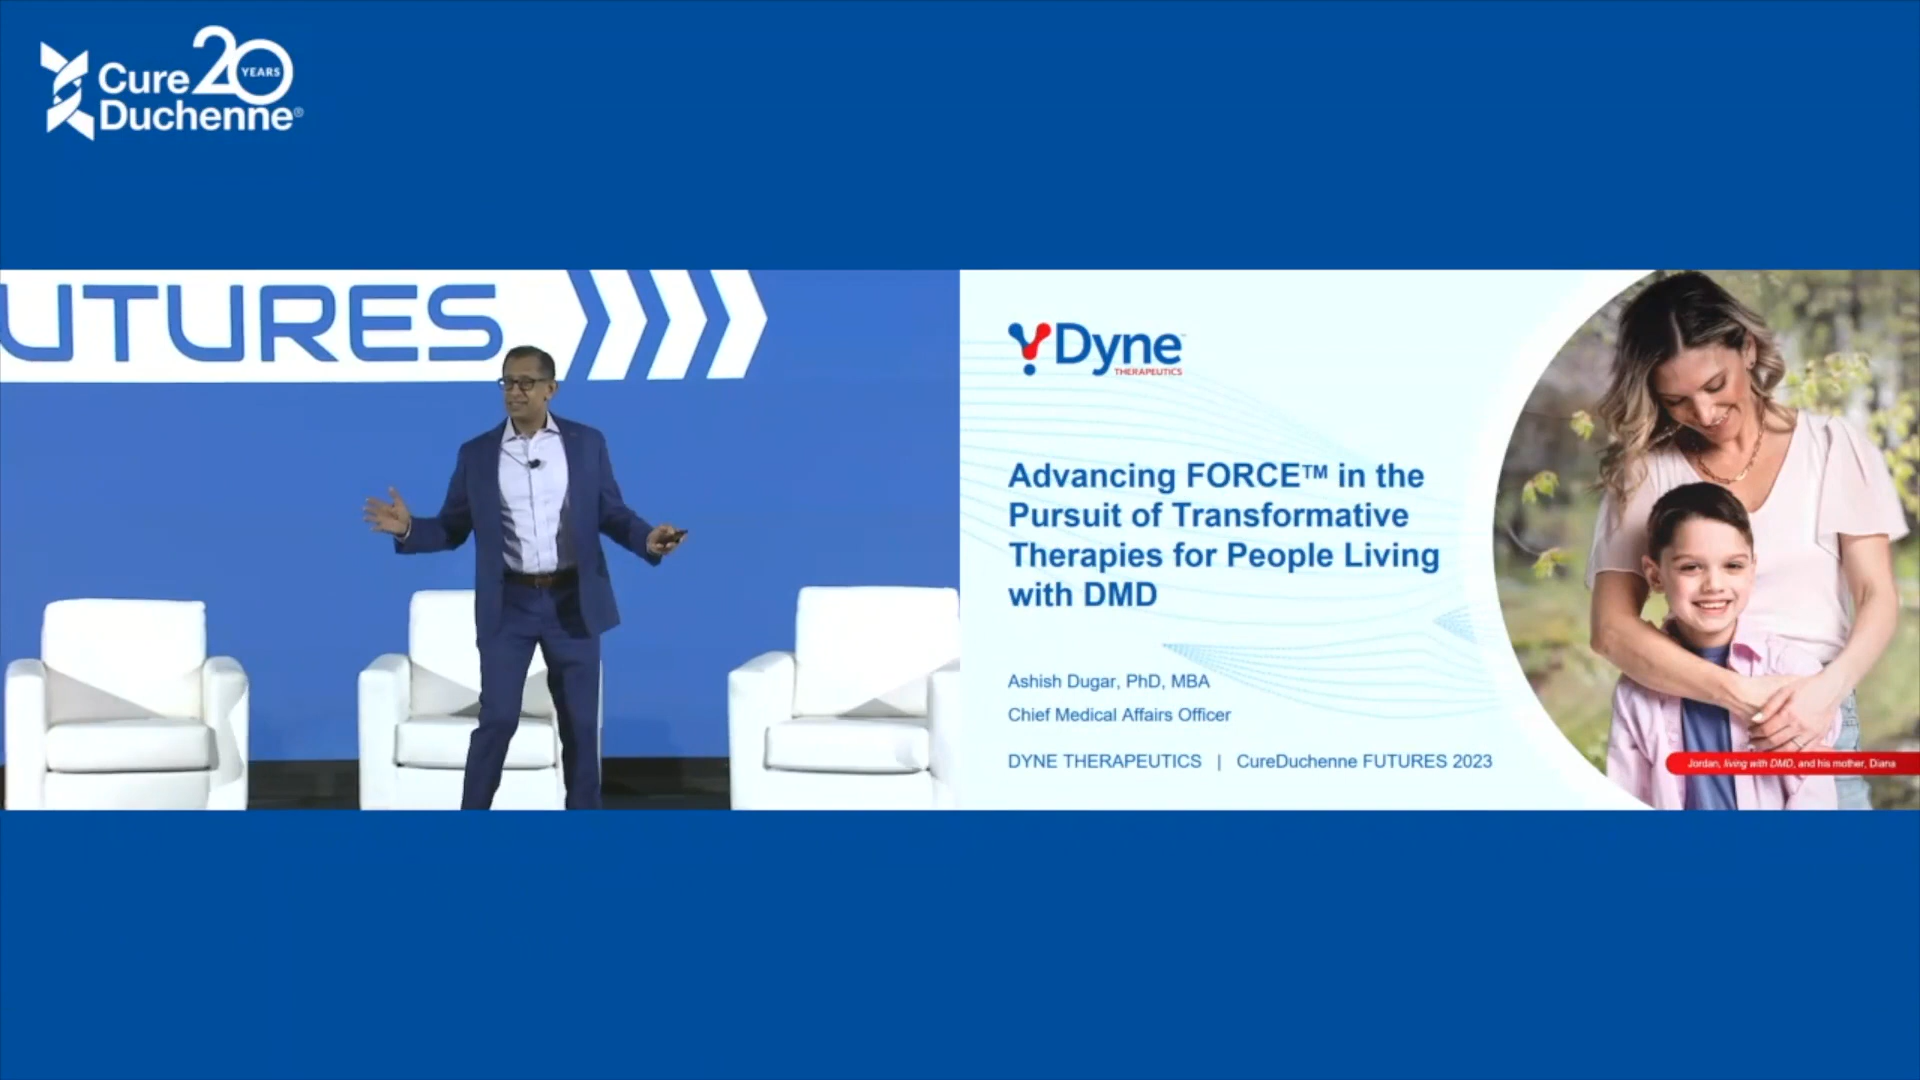 Cure 20 YEARS
Duchenne®
UTURES
Dyne™
THERAPEUTICS
Advancing FORCE™ in the
Pursuit of Transformative
Therapies for People Living
with DMD
Ashish Dugar, PhD, MBA
Chief Medical Affairs Officer
DYNE THERAPEUTICS | CureDuchenne FUTURES 2023
Jordan, living with DMD, and his mother, Diana